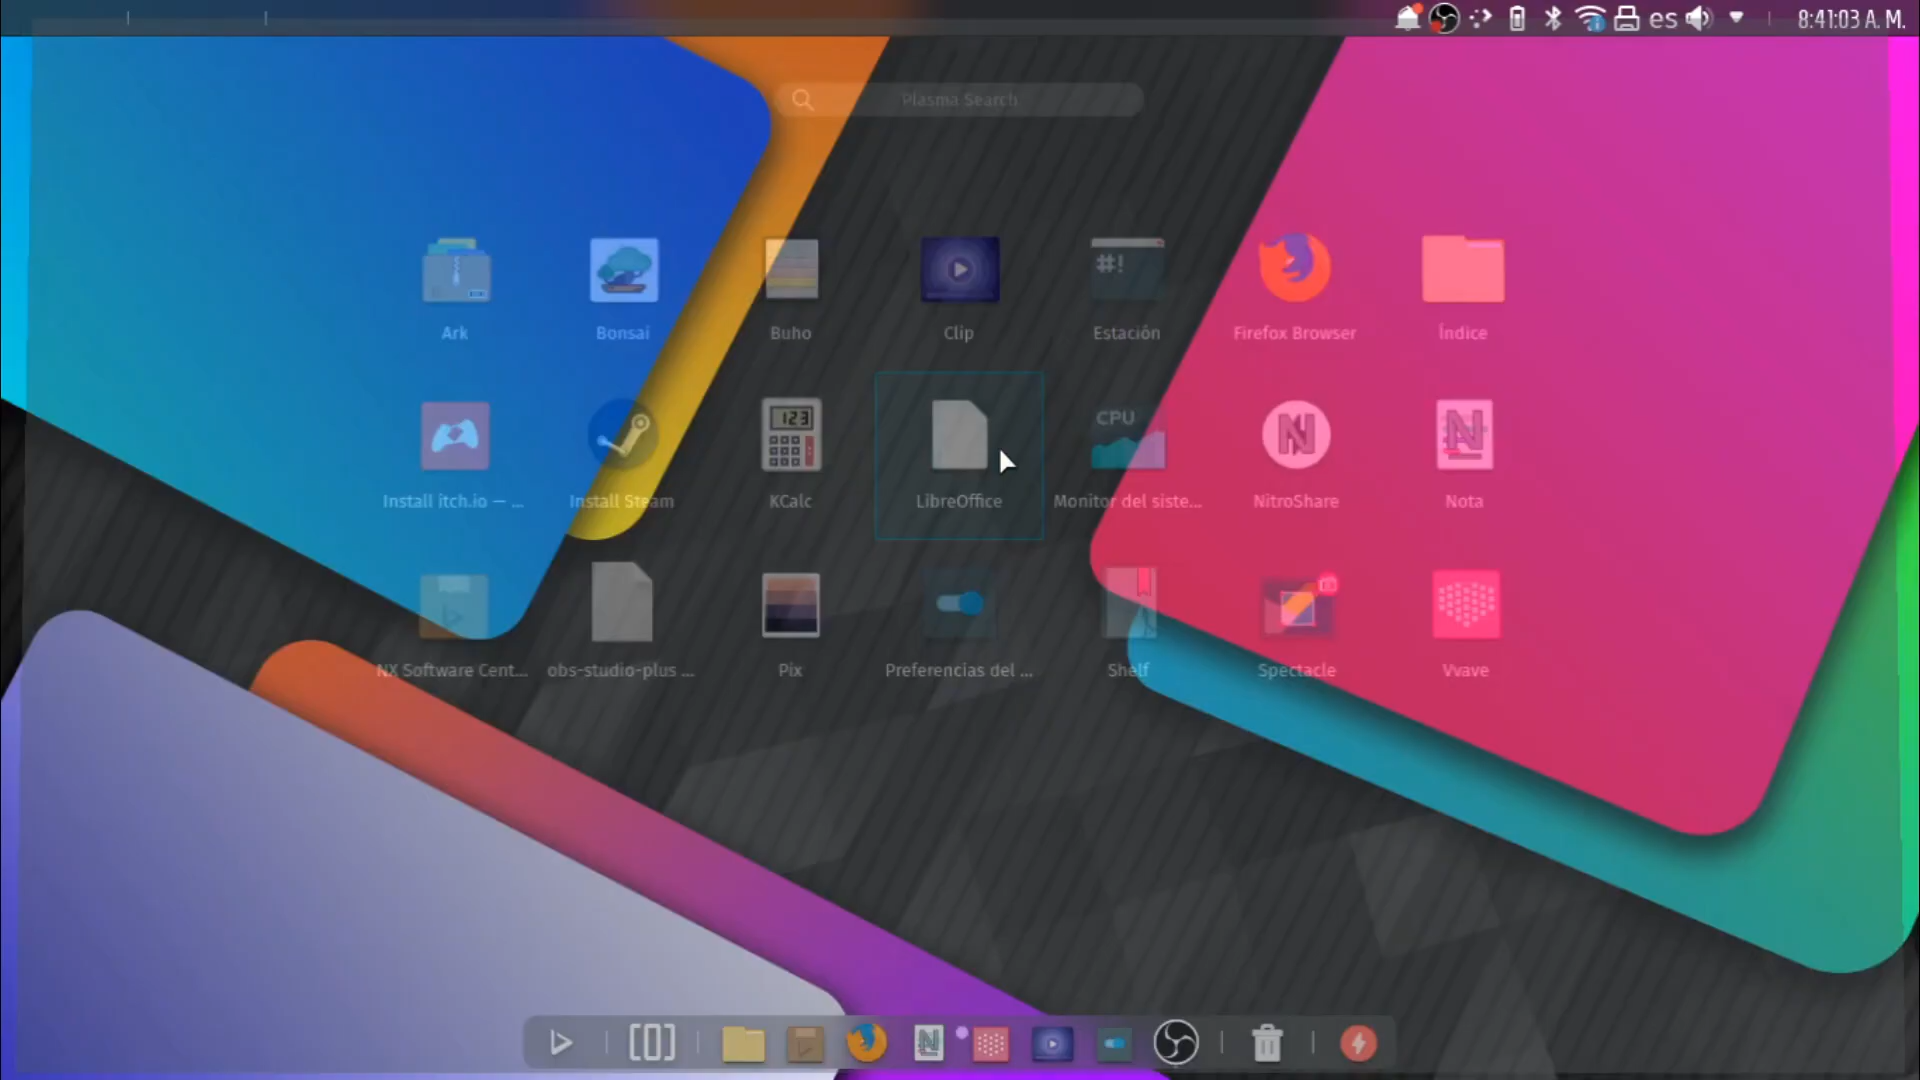 es
8:41:03 A. M.
Plasma Search
Ark
Bonsai
Buho
Clip
#!
Estación
Firefox Browser
Índice
123
CPU
N
N
Install itch.io — ...
Install Steam
KCalc
LibreOffice
Monitor del siste...
NitroShare
Nota
NX Software Cent...
obs-studio-plus ...
Pix
Preferencias del ...
Shelf
Spectacle
Vvave
N